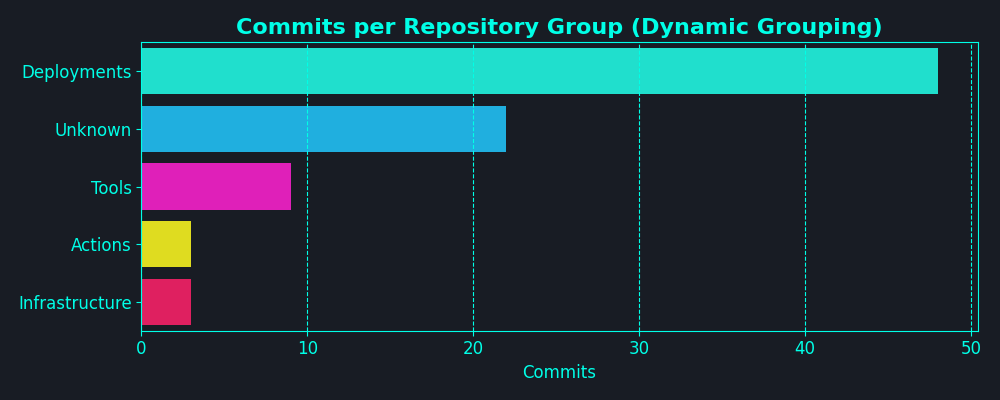 Commits per Repository Group (Dynamic Grouping)
Deployments
Unknown
Tools
Actions
Infrastructure
0 10 20 30 40 50
Commits